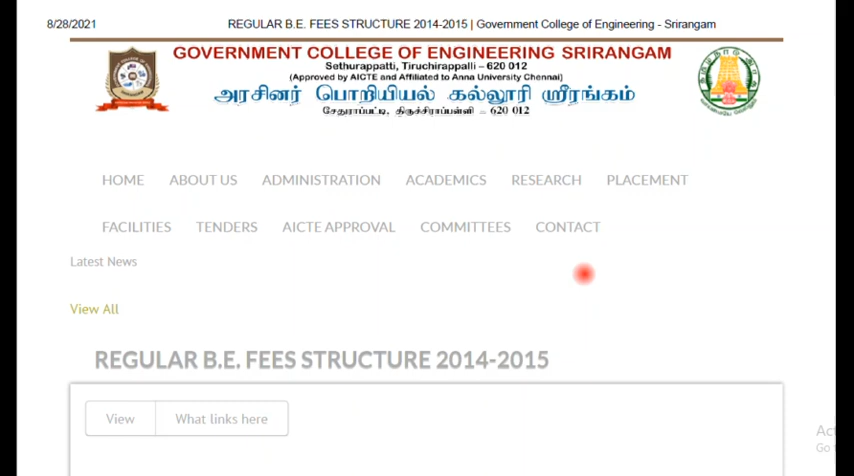 8/28/2021 REGULAR B.E. FEES STRUCTURE 2014-2015 | Government College of Engineering - Srirangam
GOVERNMENT COLLEGE OF ENGINEERING SRIRANGAM
Sethurappatti, Tiruchirappalli – 620 012
(Approved by AICTE and Affiliated to Anna University Chennai)
அரசினர் பொறியியல் கல்லூரி ஸ்ரீரங்கம்
சேதுராப்பட்டி, திருச்சிராப்பள்ளி – 620 012
HOME ABOUT US ADMINISTRATION ACADEMICS RESEARCH PLACEMENT
FACILITIES TENDERS AICTE APPROVAL COMMITTEES CONTACT
Latest News
View All
REGULAR B.E. FEES STRUCTURE 2014-2015
View What links here